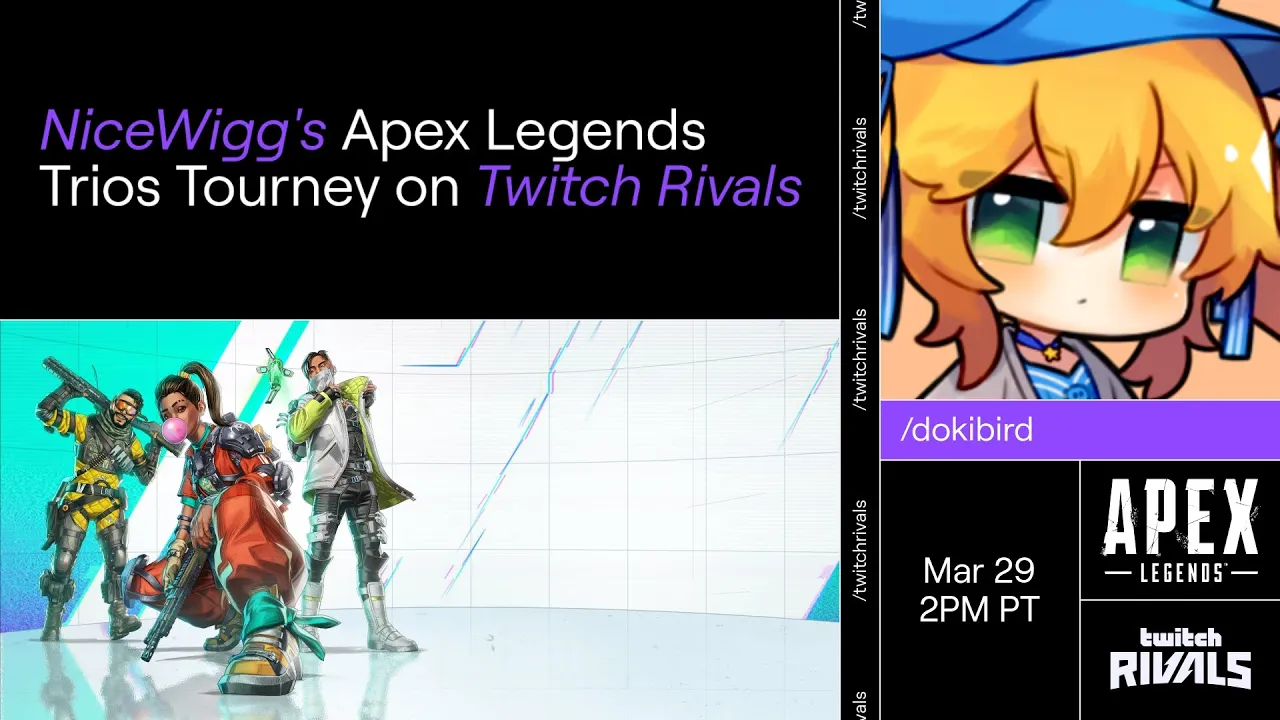 NiceWigg's Apex Legends
Trios Tourney on Twitch Rivals
/twitchrivals
/twitchrivals
/twitchrivals
/dokibird
Mar 29
2PM PT
APEX
LEGENDS
twitch
RIVALS